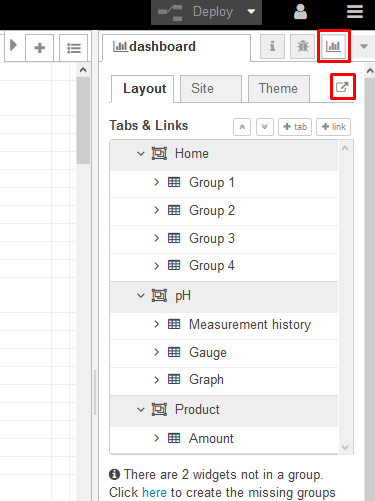 Deploy
dashboard
Layout Site Theme
Tabs & Links
tab
link
Home
Group 1
Group 2
Group 3
Group 4
pH
Measurement history
Gauge
Graph
Product
Amount
There are 2 widgets not in a group.
Click here to create the missing groups